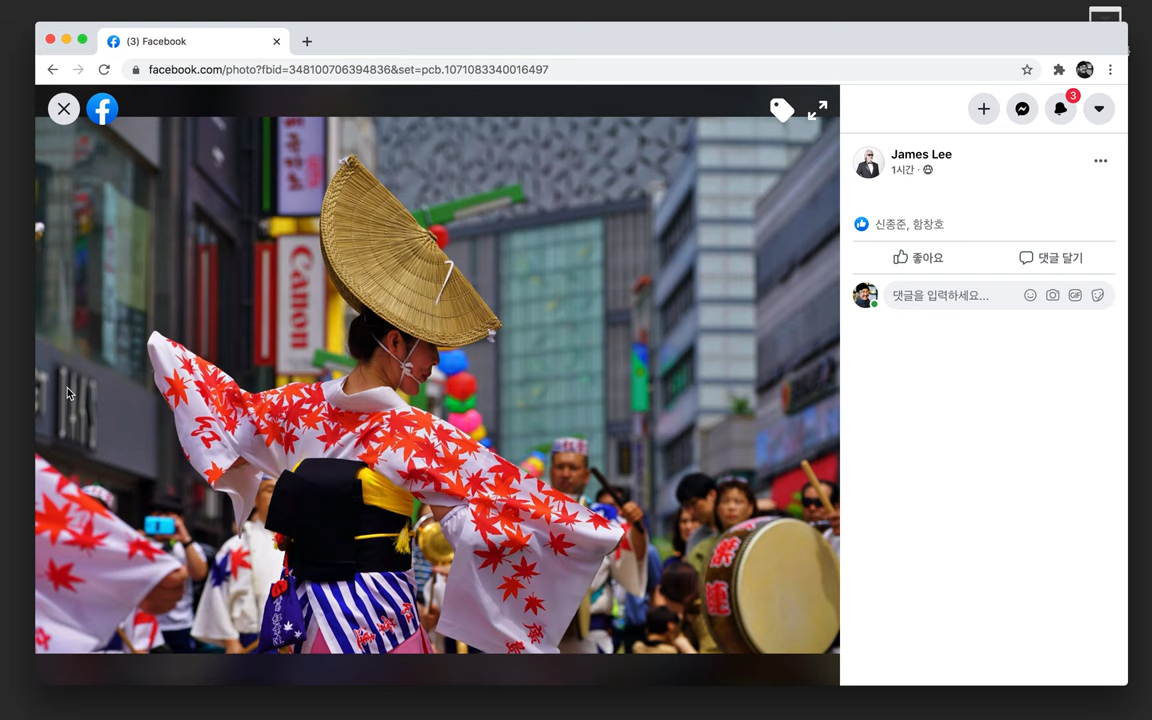 (3) Facebook
facebook.com/photo?fbid=348100706394836&set=pcb.1071083340016497
3
James Lee
1시간
신종준, 함창호
좋아요
댓글 달기
댓글을 입력하세요...
GIF
Canon
連